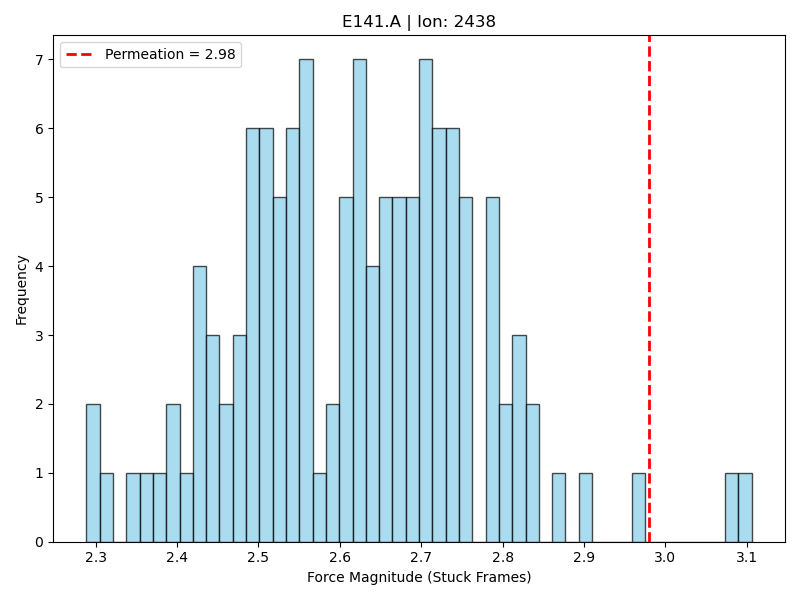 E141.A | Ion: 2438
Permeation = 2.98
Frequency
7
6
5
4
3
2
1
0
2.3 2.4 2.5 2.6 2.7 2.8 2.9 3.0 3.1
Force Magnitude (Stuck Frames)